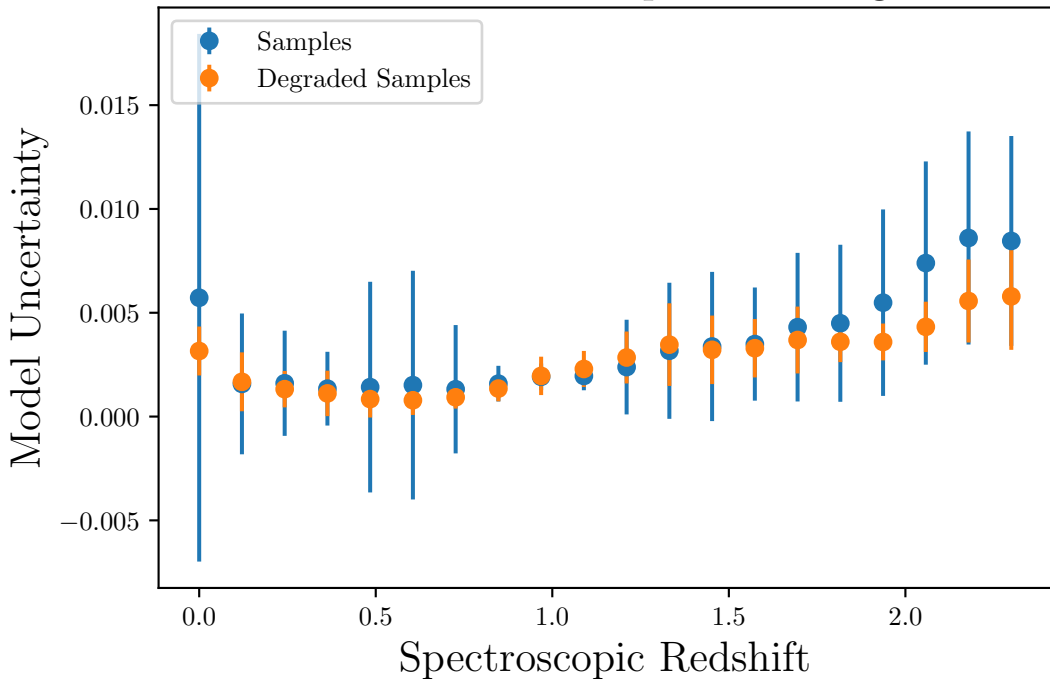 Samples
Degraded Samples
0.015
0.010
0.005
0.000
−0.005
Model Uncertainty
0.0 0.5 1.0 1.5 2.0
Spectroscopic Redshift